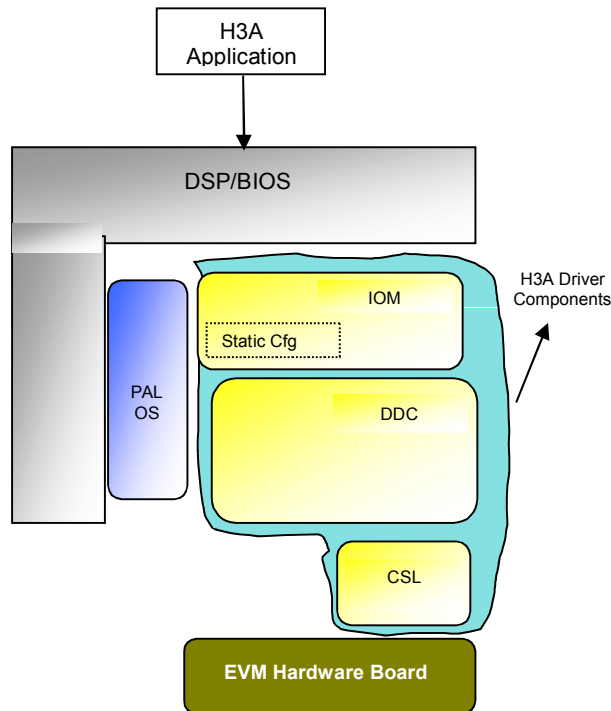 H3A
Application
DSP/BIOS
H3A Driver
Components
IOM
Static Cfg
PAL
OS
DDC
CSL
EVM Hardware Board